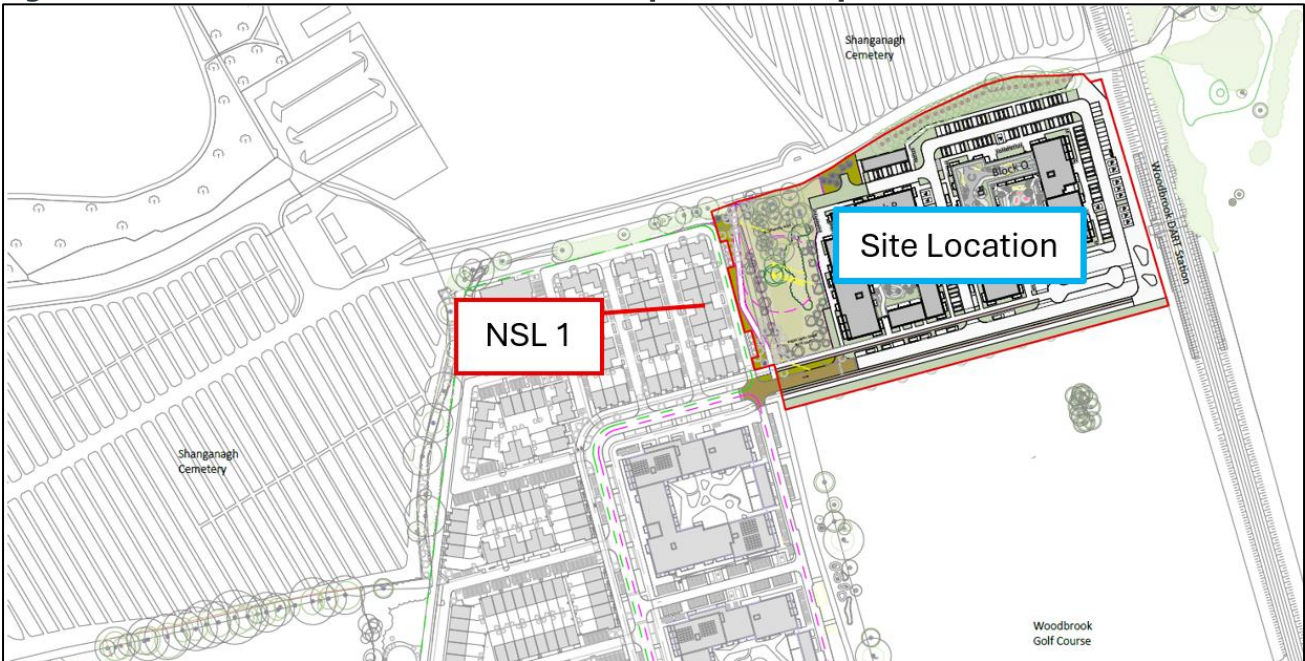 Shanganagh
Cemetery
Block Q
Site Location
Woodbrook DART Station
NSL 1
Shanganagh
Cemetery
Woodbrook
Golf Course